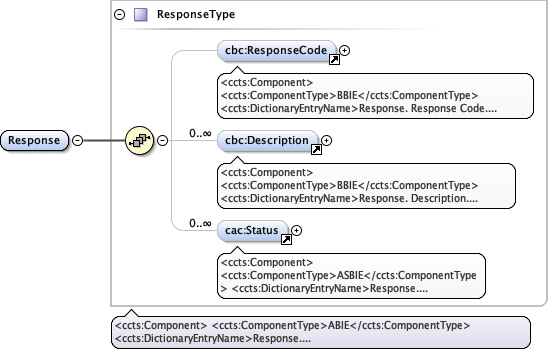 ResponseType
cbc:ResponseCode
<ccts:Component>
<ccts:ComponentType>BBIE</ccts:ComponentType>
<ccts:DictionaryEntryName>Response. Response Code....
Response
0..∞
cbc:Description
<ccts:Component>
<ccts:ComponentType>BBIE</ccts:ComponentType>
<ccts:DictionaryEntryName>Response. Description....
0..∞
cac:Status
<ccts:Component>
<ccts:ComponentType>ASBIE</ccts:ComponentType
> <ccts:DictionaryEntryName>Response....
<ccts:Component> <ccts:ComponentType>ABIE</ccts:ComponentType>
<ccts:DictionaryEntryName>Response....